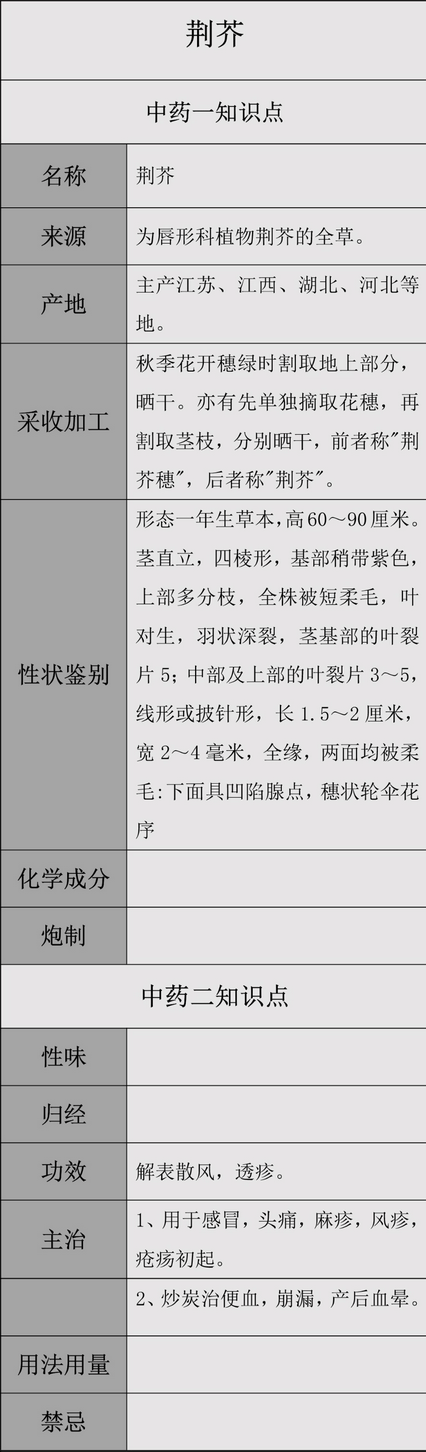 荆芥
中药一知识点
名称
荆芥
来源
为唇形科植物荆芥的全草。
产地
主产江苏、江西、湖北、河北等
地。
采收加工
秋季花开穗绿时割取地上部分，
晒干。亦有先单独摘取花穗，再
割取茎枝，分别晒干，前者称"荆
芥穗"，后者称"荆芥"。
性状鉴别
形态一年生草本，高60～90厘米。
茎直立，四棱形，基部稍带紫色，
上部多分枝，全株被短柔毛，叶
对生，羽状深裂，茎基部的叶裂
片5；中部及上部的叶裂片3～5，
线形或披针形，长1.5～2厘米，
宽2～4毫米，全缘，两面均被柔
毛:下面具凹陷腺点，穗状轮伞花
序
化学成分
炮制
中药二知识点
性味
归经
功效
解表散风，透疹。
主治
1、用于感冒，头痛，麻疹，风疹，
疮疡初起。
2、炒炭治便血，崩漏，产后血晕。
用法用量
禁忌